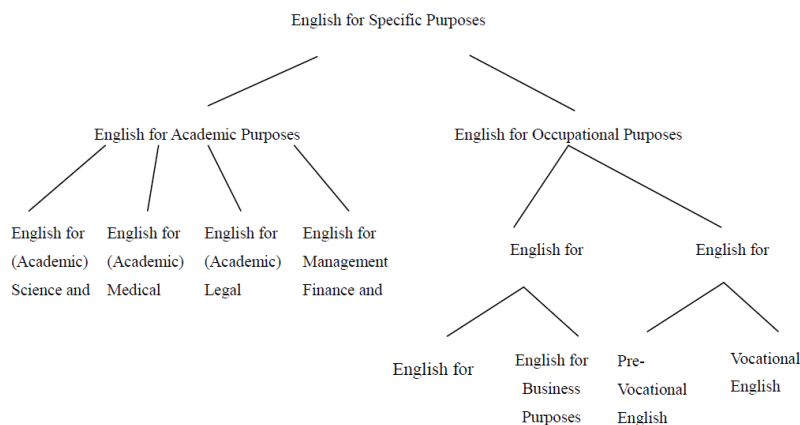 English for Specific Purposes
English for Academic Purposes
English for Occupational Purposes
English for
(Academic)
Science and
English for
(Academic)
Medical
English for
(Academic)
Legal
English for
Management
Finance and
English for
English for
English for
English for
Business
Purposes
Pre-
Vocational
English
Vocational
English